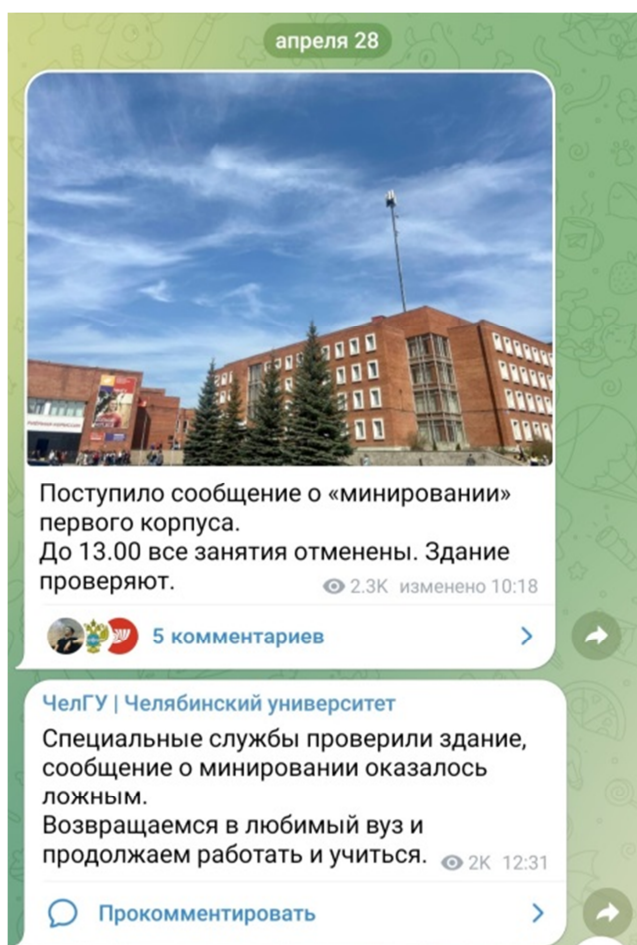 апреля 28
Поступило сообщение о «минировании»
первого корпуса.
До 13.00 все занятия отменены. Здание
проверяют.
2.3K изменено 10:18
5 комментариев
ЧелГУ | Челябинский университет
Специальные службы проверили здание,
сообщение о минировании оказалось
ложным.
Возвращаемся в любимый вуз и
продолжаем работать и учиться.
2K 12:31
Прокомментировать